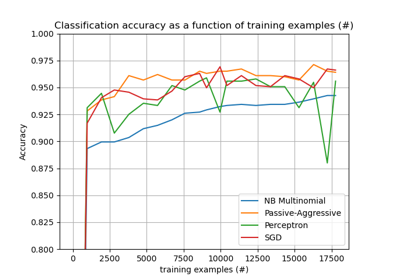 Classification accuracy as a function of training examples (#)
1.000
0.975
0.950
0.925
0.900
0.875
0.850
0.825
0.800
Accuracy
NB Multinomial
Passive-Aggressive
Perceptron
SGD
0 2500 5000 7500 10000 12500 15000 17500
training examples (#)